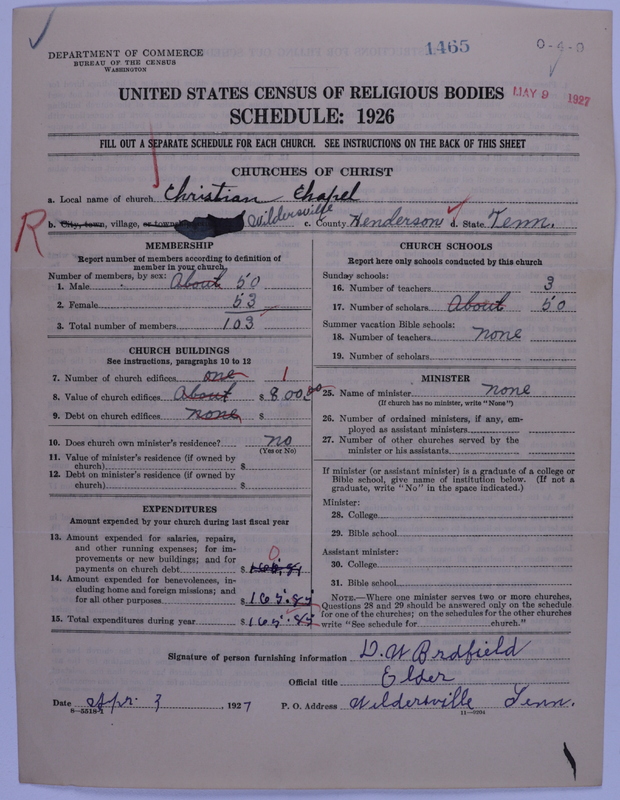 1465
0-4-0
DEPARTMENT OF COMMERCE
BUREAU OF THE CENSUS
WASHINGTON
UNITED STATES CENSUS OF RELIGIOUS BODIES
MAY 9 1927
SCHEDULE: 1926
FILL OUT A SEPARATE SCHEDULE FOR EACH CHURCH. SEE INSTRUCTIONS ON THE BACK OF THIS SHEET
CHURCHES OF CHRIST
a. Local name of church Christian Chapel
R
b. City, town, village, or town Wildersville c. County Henderson d. State Tenn.
MEMBERSHIP
Report number of members according to definition of
member in your church.
Number of members, by sex:
1. Male About 50
2. Female 53
3. Total number of members 103
CHURCH BUILDINGS
See instructions, paragraphs 10 to 12
7. Number of church edifices one 1
8. Value of church edifices About $ 800.00
9. Debt on church edifices none $
10. Does church own minister's residence? no
(Yes or No)
11. Value of minister's residence (if owned by
church) $
12. Debt on minister's residence (if owned by
church) $
EXPENDITURES
Amount expended by your church during last fiscal year
13. Amount expended for salaries, repairs,
and other running expenses; for im-
provements or new buildings; and for
payments on church debt $ 0
14. Amount expended for benevolences, in-
cluding home and foreign missions; and
for all other purposes $ 165.85
15. Total expenditures during year $ 165.85
CHURCH SCHOOLS
Report here only schools conducted by this church
Sunday schools:
16. Number of teachers 3
17. Number of scholars About 50
Summer vacation Bible schools:
18. Number of teachers none
19. Number of scholars
MINISTER
25. Name of minister none
(If church has no minister, write "None")
26. Number of ordained ministers, if any, em-
ployed as assistant ministers
27. Number of other churches served by the
minister or his assistants
If minister (or assistant minister) is a graduate of a college or
Bible school, give name of institution below. (If not a
graduate, write "No" in the space indicated.)
Minister:
28. College
29. Bible school
Assistant minister:
30. College
31. Bible school
NOTE.—Where one minister serves two or more churches,
Questions 28 and 29 should be answered only on the schedule
for one of the churches; on the schedules for the other churches
write "See schedule for church."
Signature of person furnishing information D. W Bradfield
Official title Elder
Date Apr. 3, 1927 P. O. Address Wildersville Tenn.
8—5518-1 11—9204